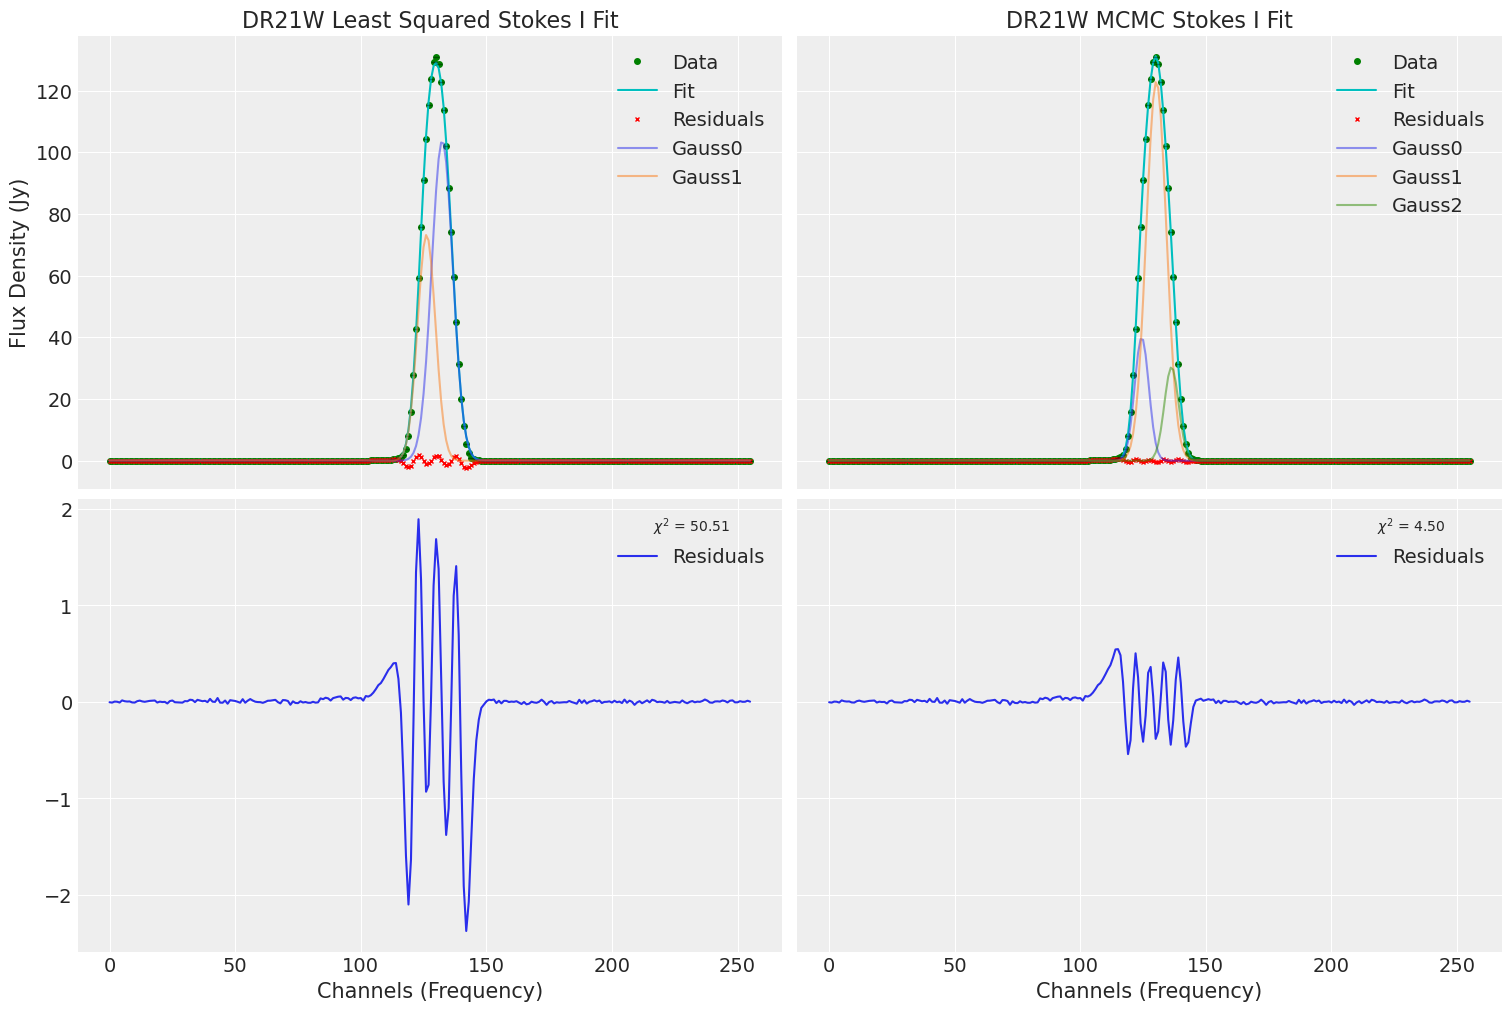 DR21W Least Squared Stokes I Fit
Data
Fit
Residuals
Gauss0
Gauss1
120
100
80
60
40
20
0
Flux Density (Jy)
DR21W MCMC Stokes I Fit
Data
Fit
Residuals
Gauss0
Gauss1
Gauss2
χ² = 50.51
Residuals
2
1
0
−1
−2
0 50 100 150 200 250
Channels (Frequency)
χ² = 4.50
Residuals
0 50 100 150 200 250
Channels (Frequency)